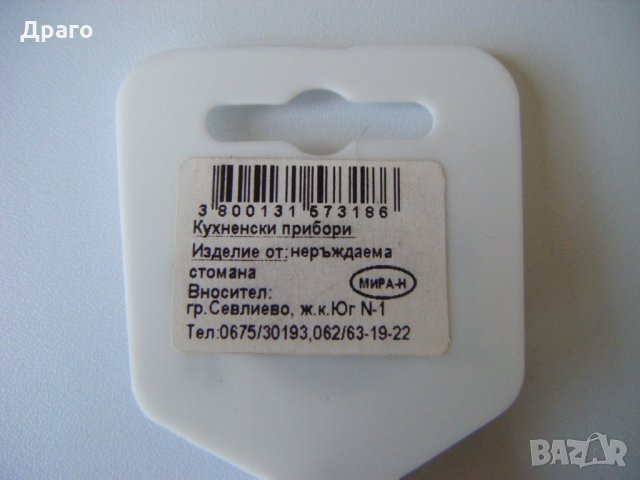 Драго
3 800131 573186
Кухненски прибори
Изделие от: неръждаема
стомана
МИРА-Н
Вносител:
гр.Севлиево, ж.к.Юг N-1
Тел:0675/30193,062/63-19-22
BAZAR